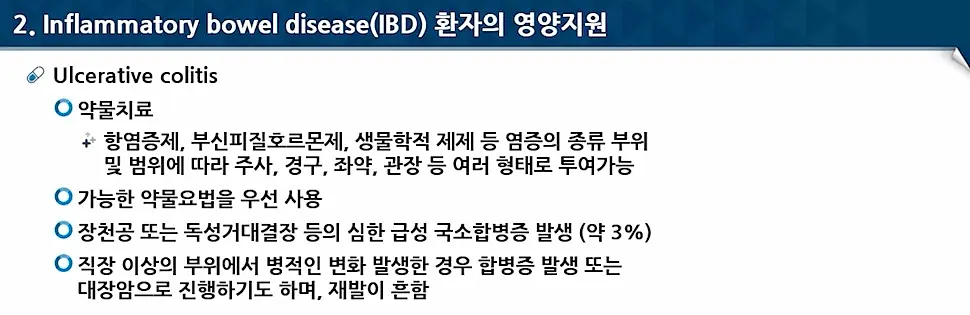 2. Inflammatory bowel disease(IBD) 환자의 영양지원
Ulcerative colitis
약물치료
항염증제, 부신피질호르몬제, 생물학적 제제 등 염증의 종류 부위
및 범위에 따라 주사, 경구, 좌약, 관장 등 여러 형태로 투여가능
가능한 약물요법을 우선 사용
장천공 또는 독성거대결장 등의 심한 급성 국소합병증 발생 (약 3%)
직장 이상의 부위에서 병적인 변화 발생한 경우 합병증 발생 또는
대장암으로 진행하기도 하며, 재발이 흔함